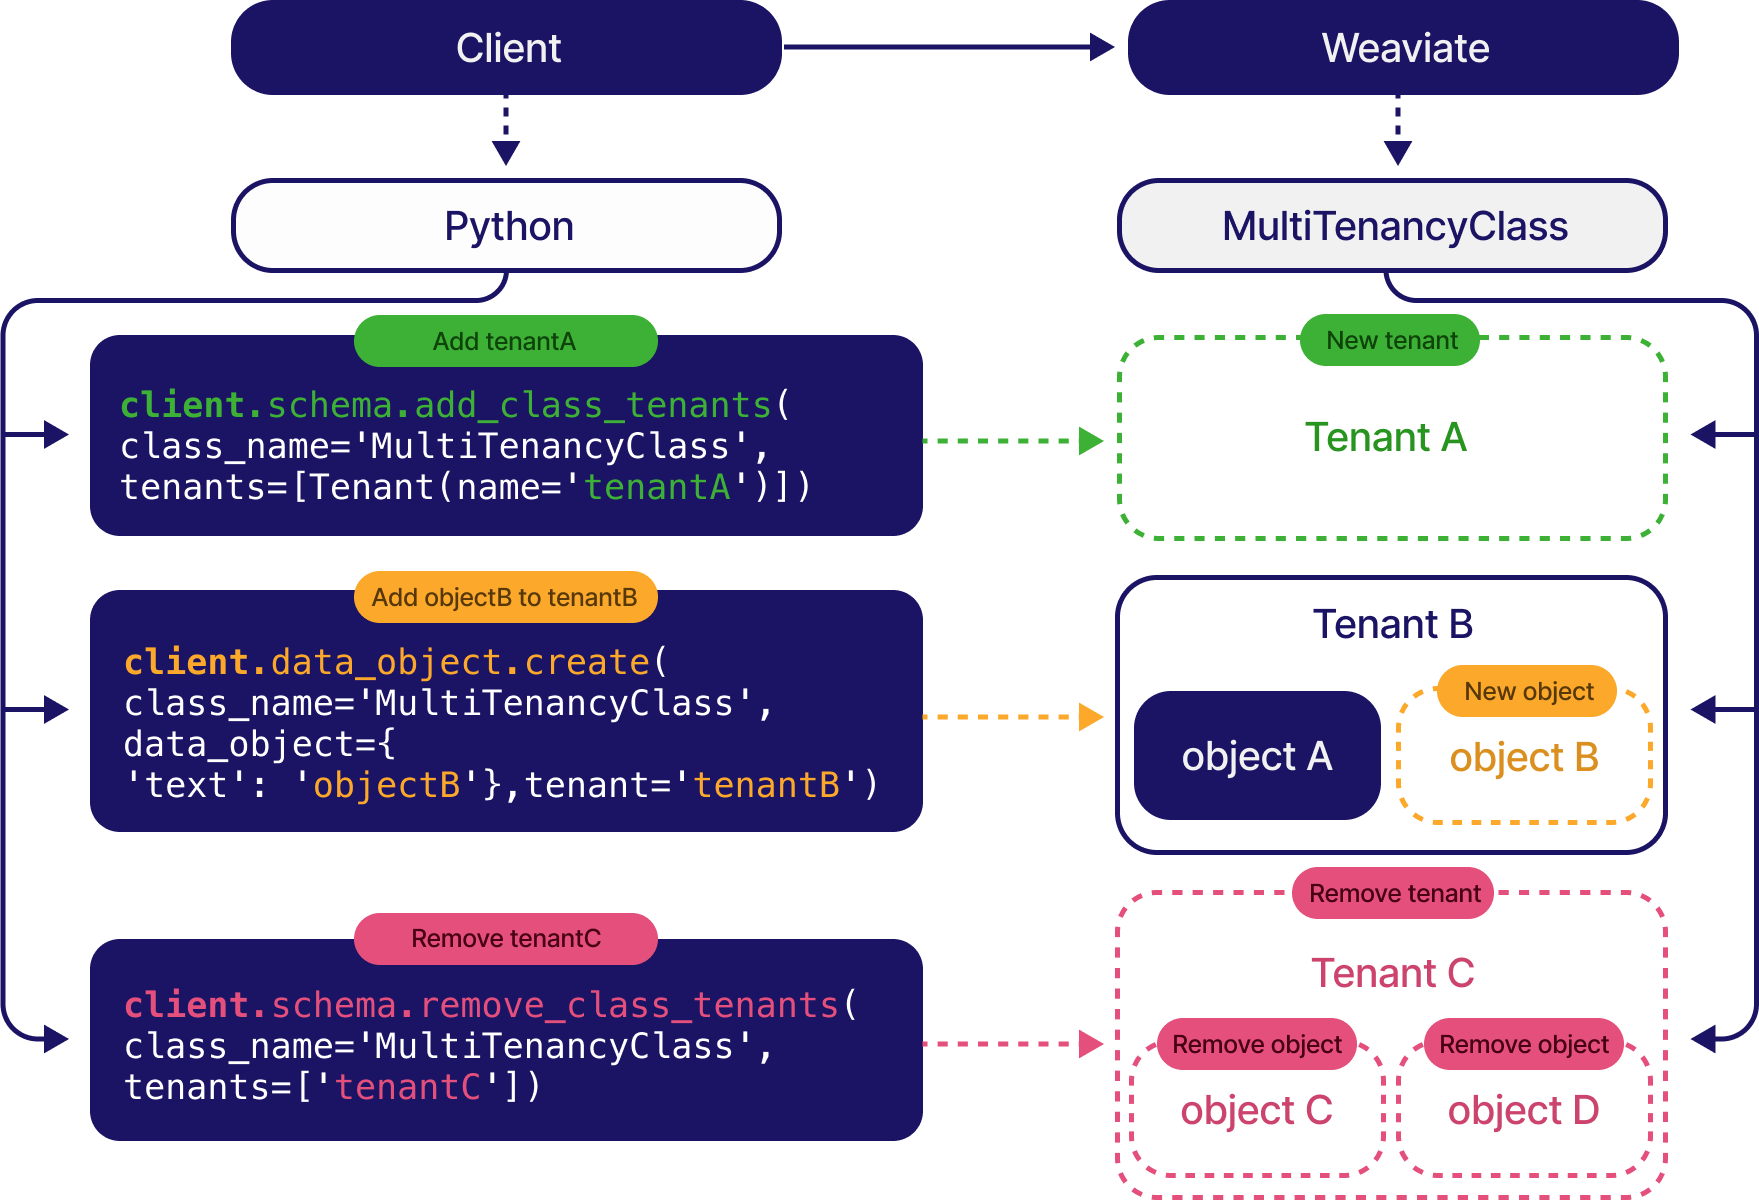 Client
Weaviate
Python
MultiTenancyClass
Add tenantA
client.schema.add_class_tenants(
class_name='MultiTenancyClass',
tenants=[Tenant(name='tenantA')])
New tenant
Tenant A
Add objectB to tenantB
client.data_object.create(
class_name='MultiTenancyClass',
data_object={
'text': 'objectB'},tenant='tenantB')
Tenant B
object A
New object
object B
Remove tenantC
client.schema.remove_class_tenants(
class_name='MultiTenancyClass',
tenants=['tenantC'])
Remove tenant
Tenant C
Remove object
object C
Remove object
object D